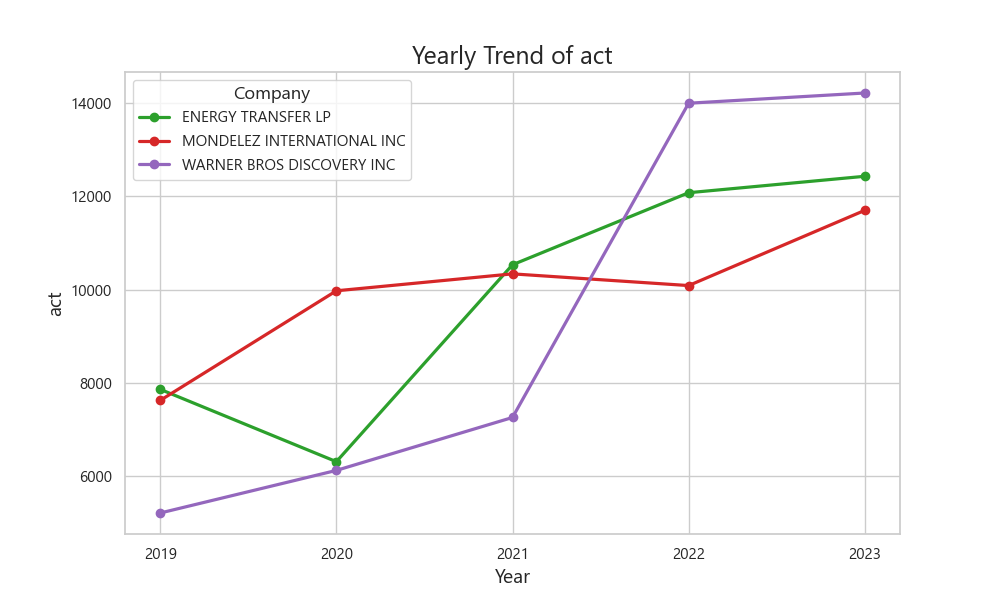 Yearly Trend of act
Company
ENERGY TRANSFER LP
MONDELEZ INTERNATIONAL INC
WARNER BROS DISCOVERY INC
act
14000
12000
10000
8000
6000
2019 2020 2021 2022 2023
Year